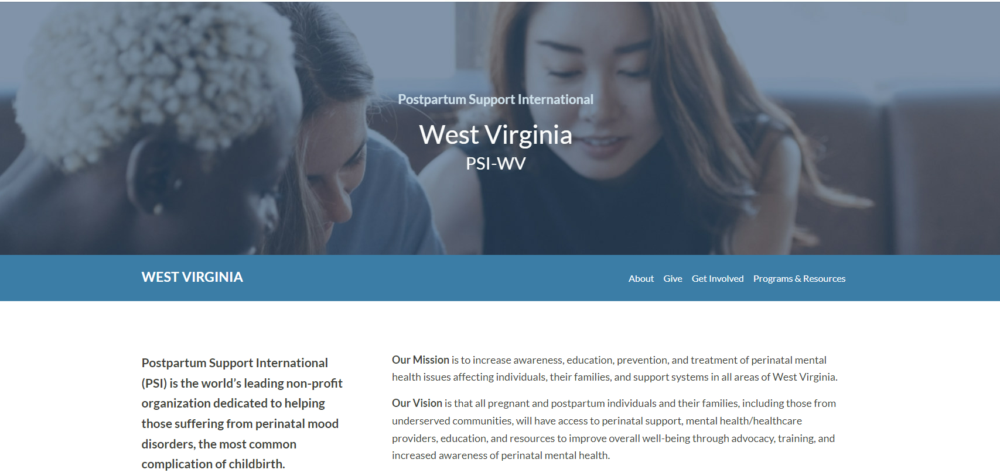 Postpartum Support International
West Virginia
PSI-WV
WEST VIRGINIA
About Give Get Involved Programs & Resources
Postpartum Support International
(PSI) is the world’s leading non-profit
organization dedicated to helping
those suffering from perinatal mood
disorders, the most common
complication of childbirth.
Our Mission is to increase awareness, education, prevention, and treatment of perinatal mental
health issues affecting individuals, their families, and support systems in all areas of West Virginia.
Our Vision is that all pregnant and postpartum individuals and their families, including those from
underserved communities, will have access to perinatal support, mental health/healthcare
providers, education, and resources to improve overall well-being through advocacy, training, and
increased awareness of perinatal mental health.